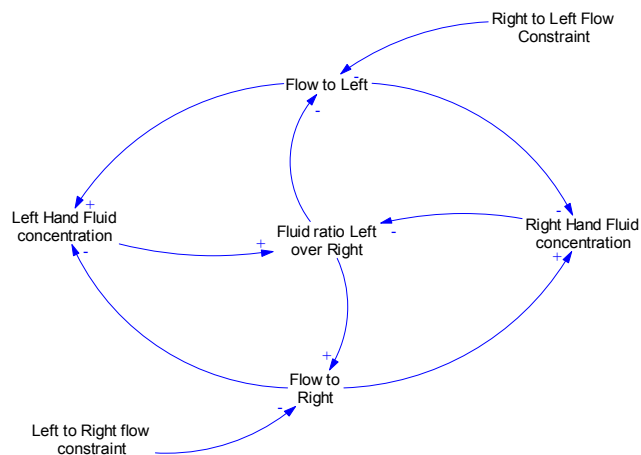 Right to Left Flow
Constraint
-
Flow to Left
-
+
-
Left Hand Fluid
concentration
-
+
Fluid ratio Left
over Right
-
Right Hand Fluid
concentration
+
+
Flow to
Right
-
Left to Right flow
constraint